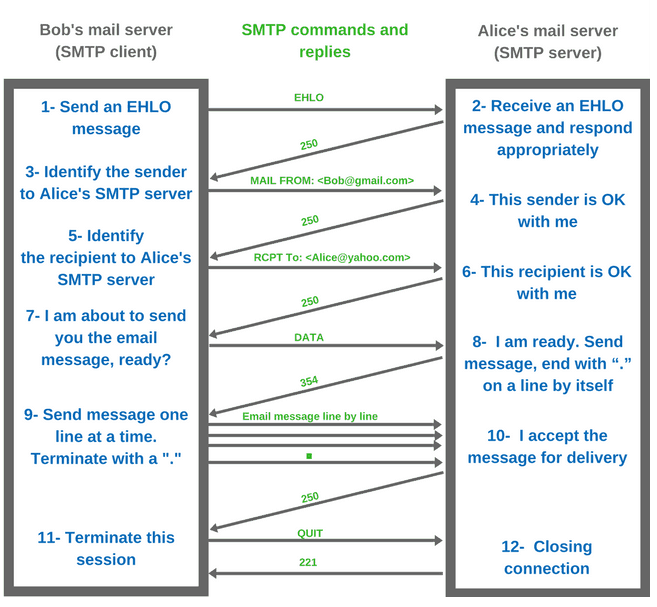 Bob's mail server
(SMTP client)
SMTP commands and
replies
Alice's mail server
(SMTP server)
1- Send an EHLO
message
EHLO
2- Receive an EHLO
message and respond
appropriately
250
3- Identify the sender
to Alice's SMTP server
MAIL FROM: <Bob@gmail.com>
4- This sender is OK
with me
250
5- Identify
the recipient to Alice's
SMTP server
RCPT To: <Alice@yahoo.com>
6- This recipient is OK
with me
250
7- I am about to send
you the email
message, ready?
DATA
8- I am ready. Send
message, end with “.”
on a line by itself
354
9- Send message one
line at a time.
Terminate with a "."
Email message line by line
.
10- I accept the
message for delivery
250
11- Terminate this
session
QUIT
12- Closing
connection
221